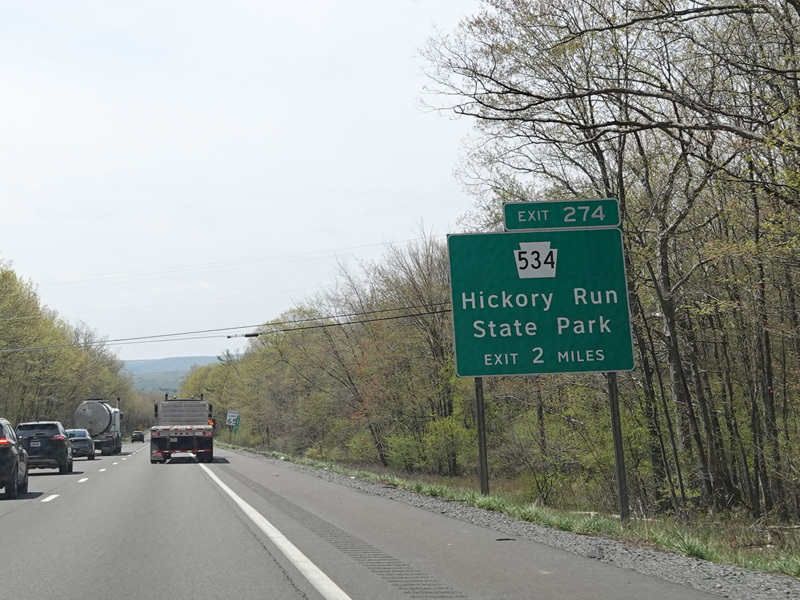 EXIT 274
534
Hickory Run
State Park
EXIT 2 MILES